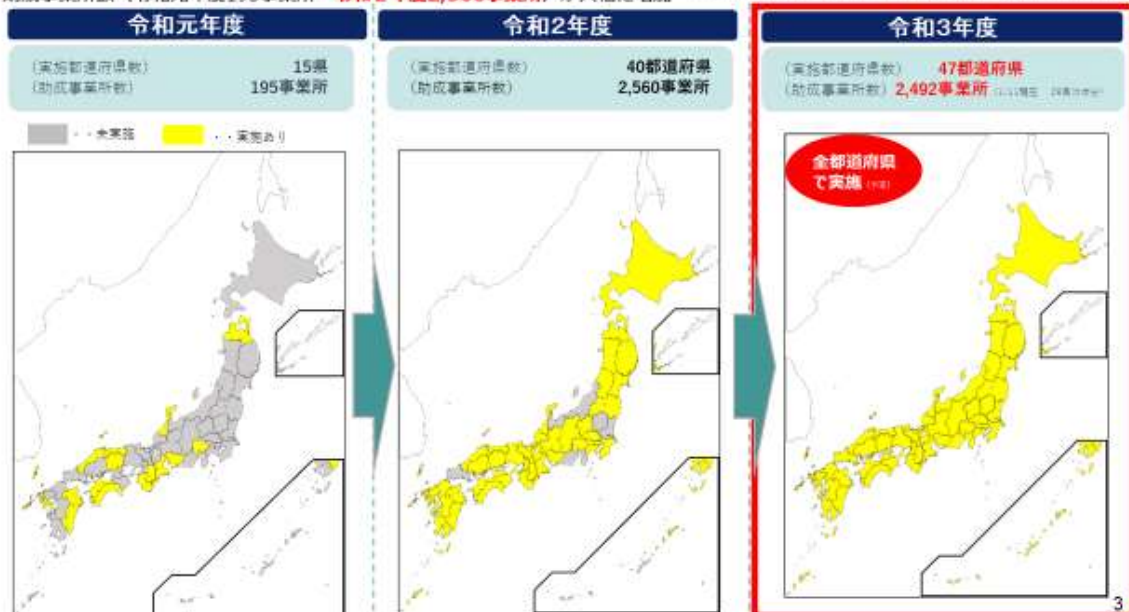 令和元年度
(実施都道府県数) 15県
(助成事業所数) 195事業所
・・未実施 ・・実施あり
令和2年度
(実施都道府県数) 40都道府県
(助成事業所数) 2,560事業所
令和3年度
(実施都道府県数) 47都道府県
(助成事業所数) 2,492事業所
全都道府県
で実施
3